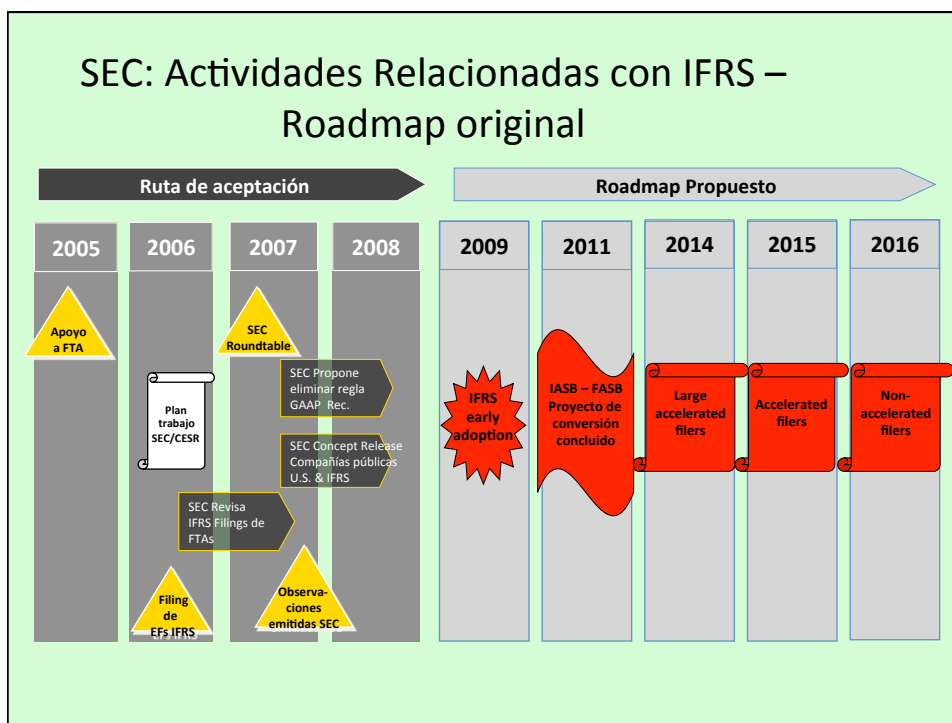 SEC: Actividades Relacionadas con IFRS –
Roadmap original
Ruta de aceptación
Roadmap Propuesto
2005
2006
2007
2008
2009
2011
2014
2015
2016
Apoyo
a FTA
Plan
trabajo
SEC/CESR
SEC
Roundtable
SEC Propone
eliminar regla
GAAP Rec.
SEC Concept Release
Compañías públicas
U.S. & IFRS
SEC Revisa
IFRS Filings de
FTAs
Filing
de
EFs IFRS
Observa-
ciones
emitidas SEC
IFRS
early
adoption
IASB – FASB
Proyecto de
conversión
concluido
Large
accelerated
filers
Accelerated
filers
Non-
accelerated
filers